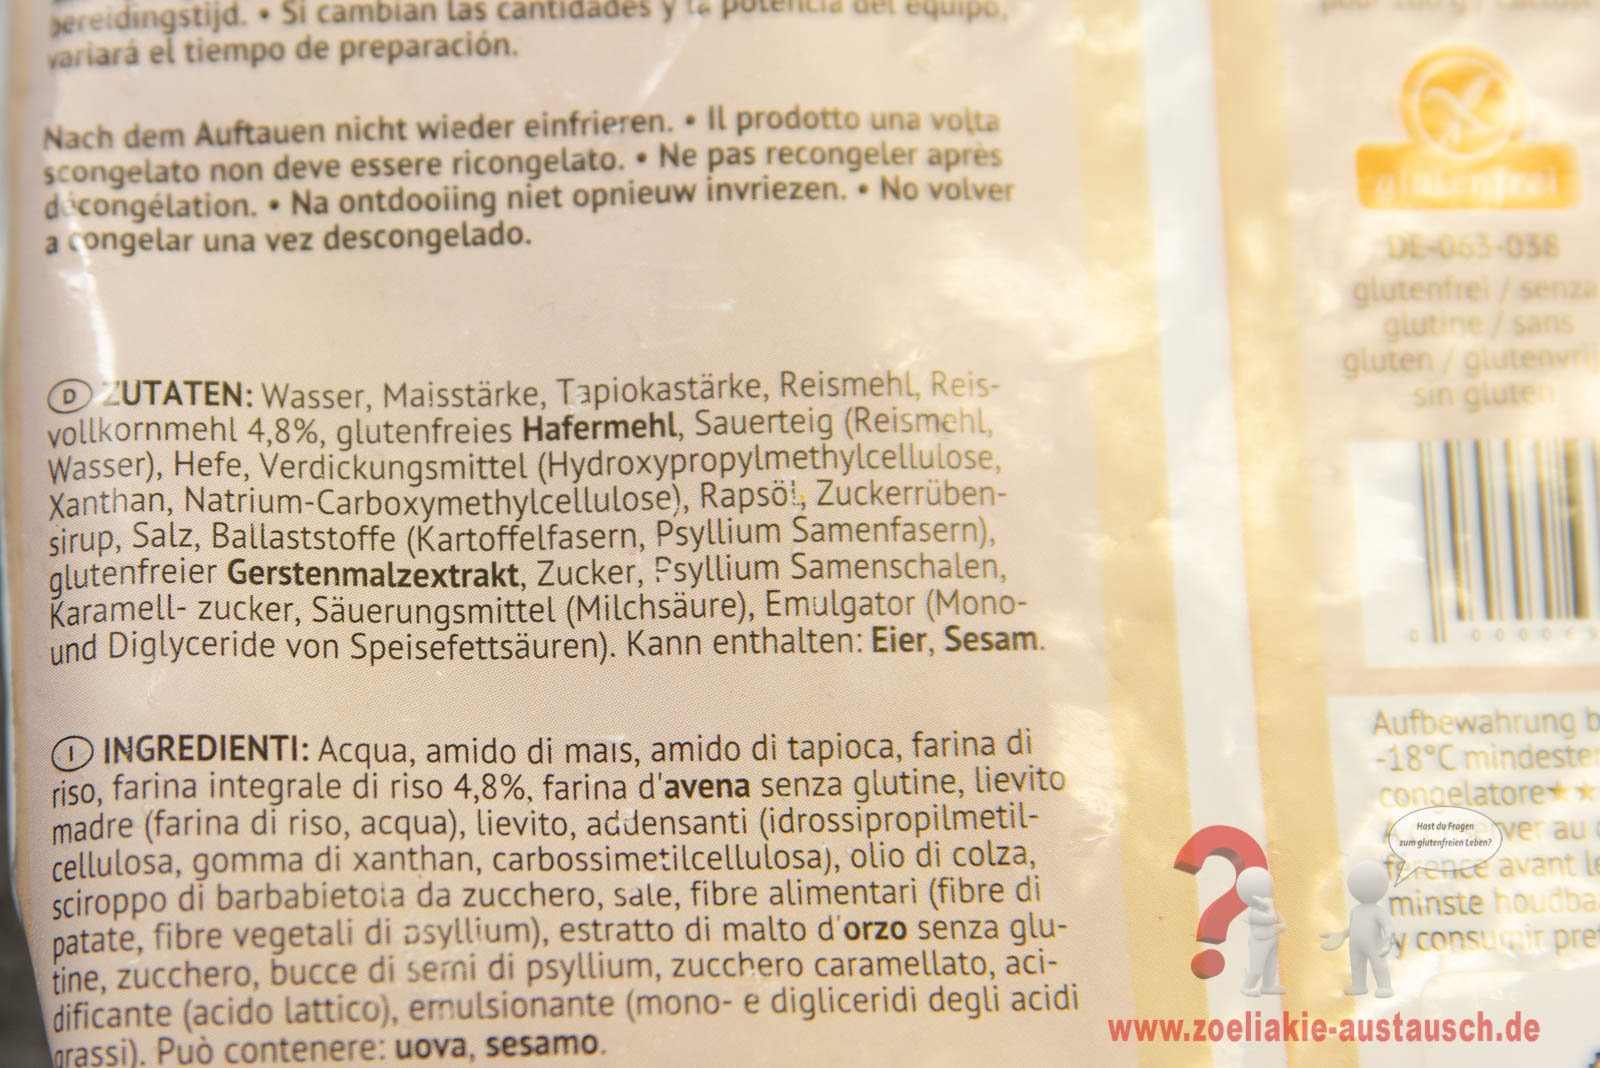 bereidingstijd. • Si cambian las cantidades y la potencia del equipo,
variará el tiempo de preparación.
Nach dem Auftauen nicht wieder einfrieren. • Il prodotto una volta
scongelato non deve essere ricongelato. • Ne pas recongeler après
décongélation. • Na ontdooiing niet opnieuw invriezen. • No volver
a congelar una vez descongelado.
D ZUTATEN: Wasser, Maisstärke, Tapiokastärke, Reismehl, Reis-
vollkornmehl 4,8%, glutenfreies Hafermehl, Sauerteig (Reismehl,
Wasser), Hefe, Verdickungsmittel (Hydroxypropylmethylcellulose,
Xanthan, Natrium-Carboxymethylcellulose), Rapsöl, Zuckerrüben-
sirup, Salz, Ballaststoffe (Kartoffelfasern, Psyllium Samenfasern),
glutenfreier Gerstenmalzextrakt, Zucker, Psyllium Samenschalen,
Karamell- zucker, Säuerungsmittel (Milchsäure), Emulgator (Mono-
und Diglyceride von Speisefettsäuren). Kann enthalten: Eier, Sesam.
I INGREDIENTI: Acqua, amido di mais, amido di tapioca, farina di
riso, farina integrale di riso 4,8%, farina d'avena senza glutine, lievito
madre (farina di riso, acqua), lievito, addensanti (idrossipropilmetil-
cellulosa, gomma di xanthan, carbossimetilcellulosa), olio di colza,
sciroppo di barbabietola da zucchero, sale, fibre alimentari (fibre di
patate, fibre vegetali di psyllium), estratto di malto d'orzo senza glu-
tine, zucchero, bucce di semi di psyllium, zucchero caramellato, aci-
dificante (acido lattico), emulsionante (mono- e digliceridi degli acidi
grassi). Può contenere: uova, sesamo.
glutenfrei
DE-063-038
glutenfrei / senza
glutine / sans
gluten / glutenvrij
sin gluten
Aufbewahrung b
-18°C mindesten
congelatore
ver au
férence avant le
minste houdba
y consumir pre
Hast du Fragen
zum glutenfreien Leben?
www.zoeliakie-austausch.de